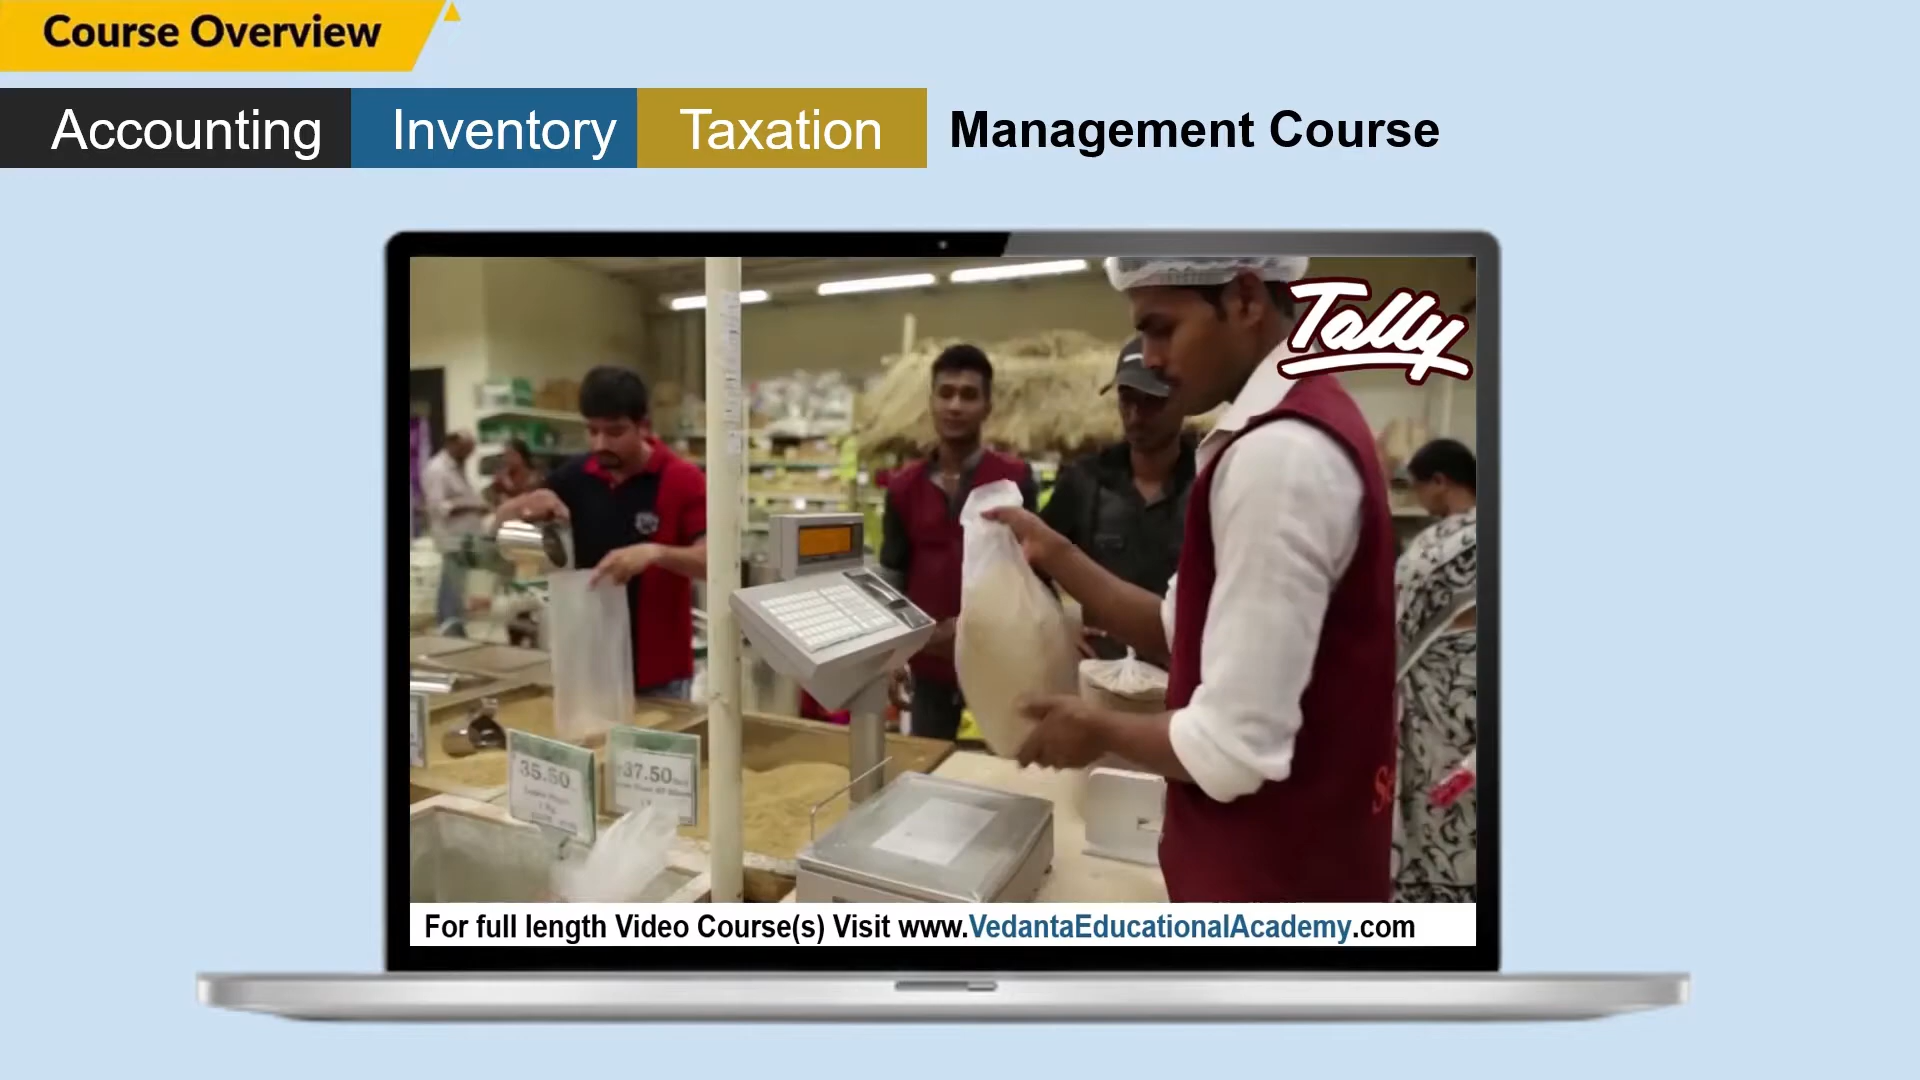 Course Overview
Accounting Inventory Taxation Management Course
Tally
35.50
37.50
For full length Video Course(s) Visit www.VedantaEducationalAcademy.com